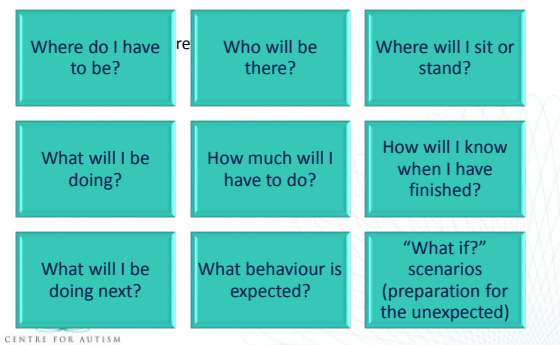 Where do I have
to be?
re
Who will be
there?
Where will I sit or
stand?
What will I be
doing?
How much will I
have to do?
How will I know
when I have
finished?
What will I be
doing next?
What behaviour is
expected?
“What if?”
scenarios
(preparation for
the unexpected)
CENTRE FOR AUTISM